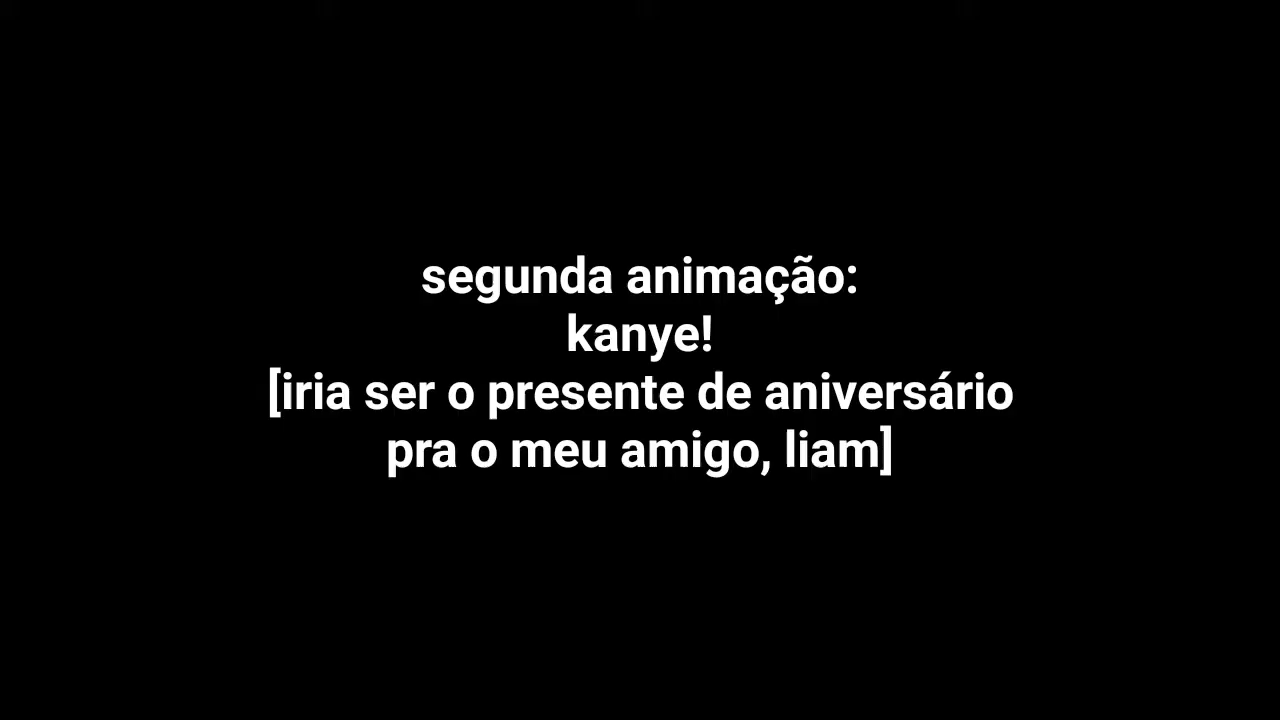 segunda animação:
kanye!
[iria ser o presente de aniversário
pra o meu amigo, liam]